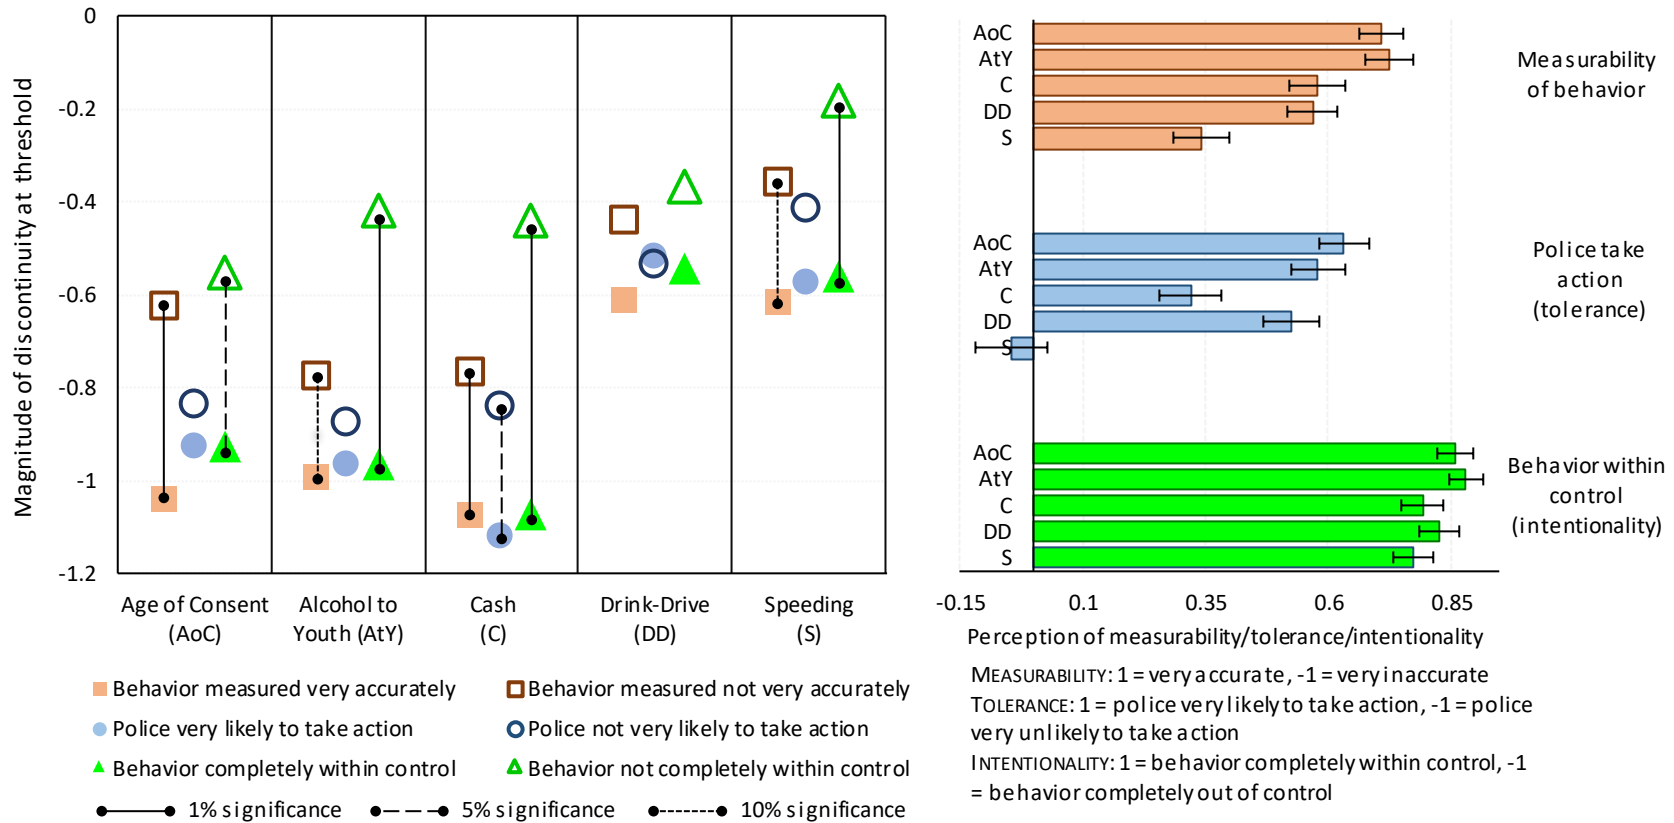 Magnitude of discontinuity at threshold
0
-0.2
-0.4
-0.6
-0.8
-1
-1.2
Age of Consent
(AoC)
Alcohol to
Youth (AtY)
Cash
(C)
Drink-Drive
(DD)
Speeding
(S)
Behavior measured very accurately
Behavior measured not very accurately
Police very likely to take action
Police not very likely to take action
Behavior completely within control
Behavior not completely within control
1% significance
5% significance
10% significance
AoC
AtY
C
DD
S
Measurability
of behavior
AoC
AtY
C
DD
S
Police take
action
(tolerance)
AoC
AtY
C
DD
S
Behavior within
control
(intentionality)
-0.15
0.1
0.35
0.6
0.85
Perception of measurability/tolerance/intentionality
MEASURABILITY: 1 = very accurate, -1 = very inaccurate
TOLERANCE: 1 = police very likely to take action, -1 = police
very unlikely to take action
INTENTIONALITY: 1 = behavior completely within control, -1
= behavior completely out of control